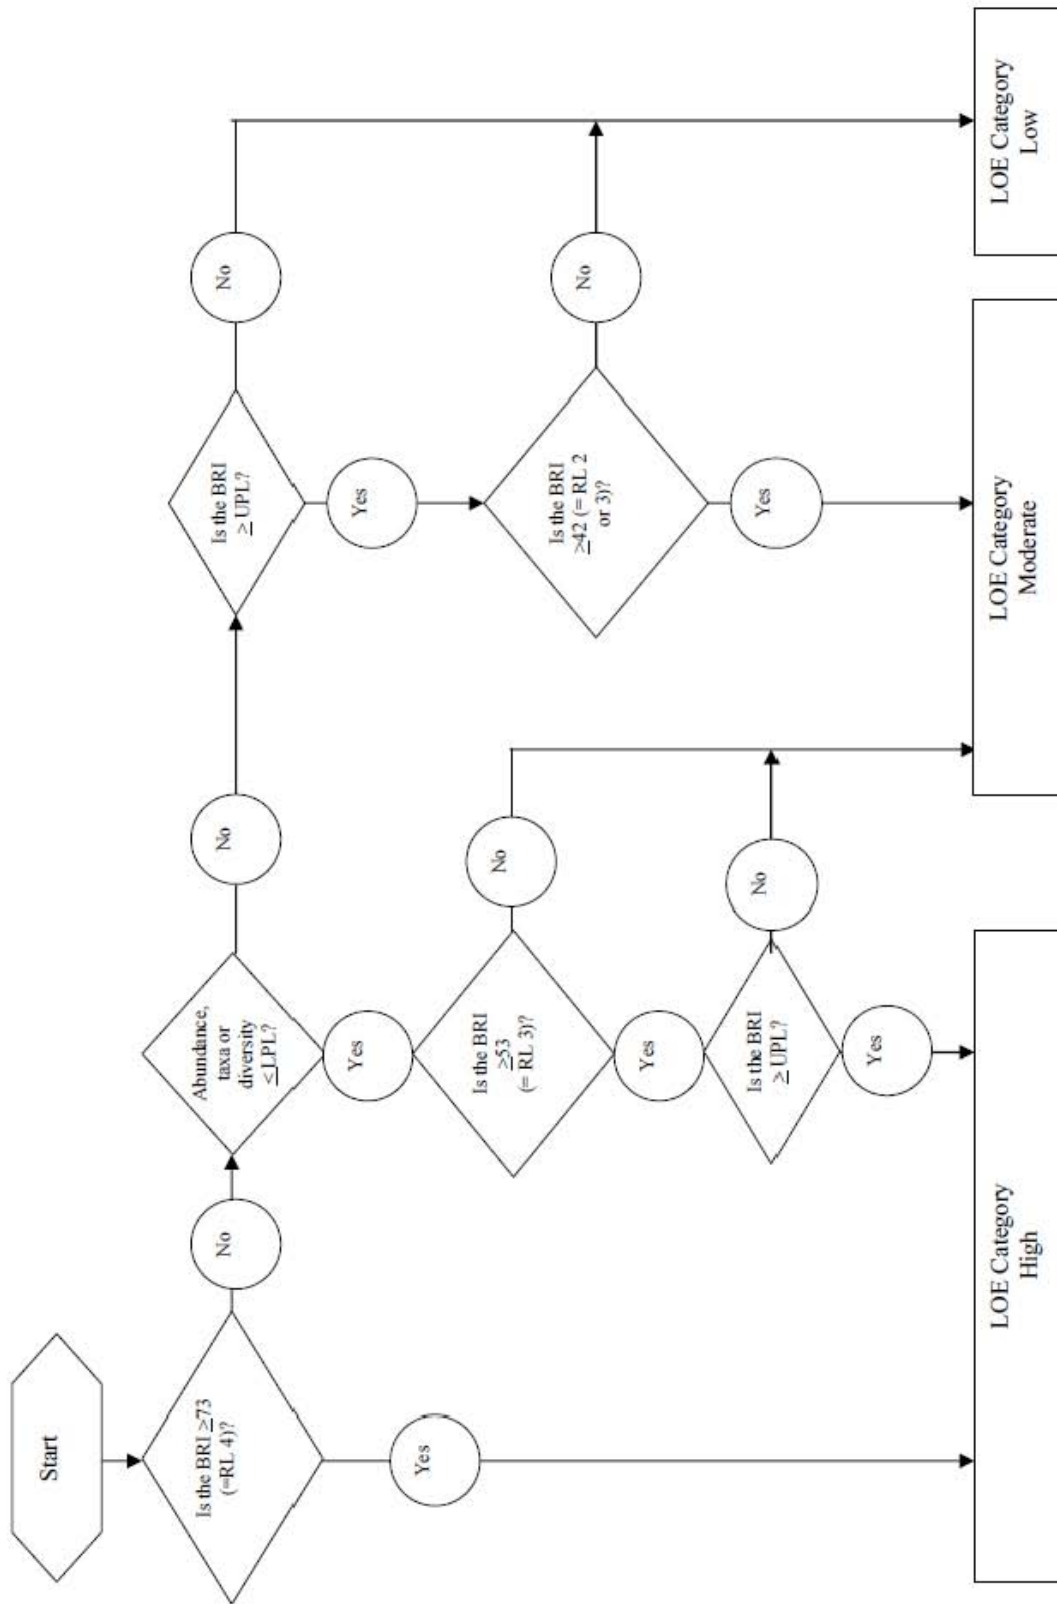 Start
Is the BRI ≥73
(=RL 4)?
No
Yes
Abundance,
taxa or
diversity
≤ LPL?
No
Yes
Is the BRI
≥53
(= RL 3)?
No
Yes
Is the BRI
≥ UPL?
No
Yes
Is the BRI
≥ UPL?
No
Yes
Is the BRI
≥42 (= RL 2
or 3)?
No
Yes
LOE Category
High
LOE Category
Moderate
LOE Category
Low